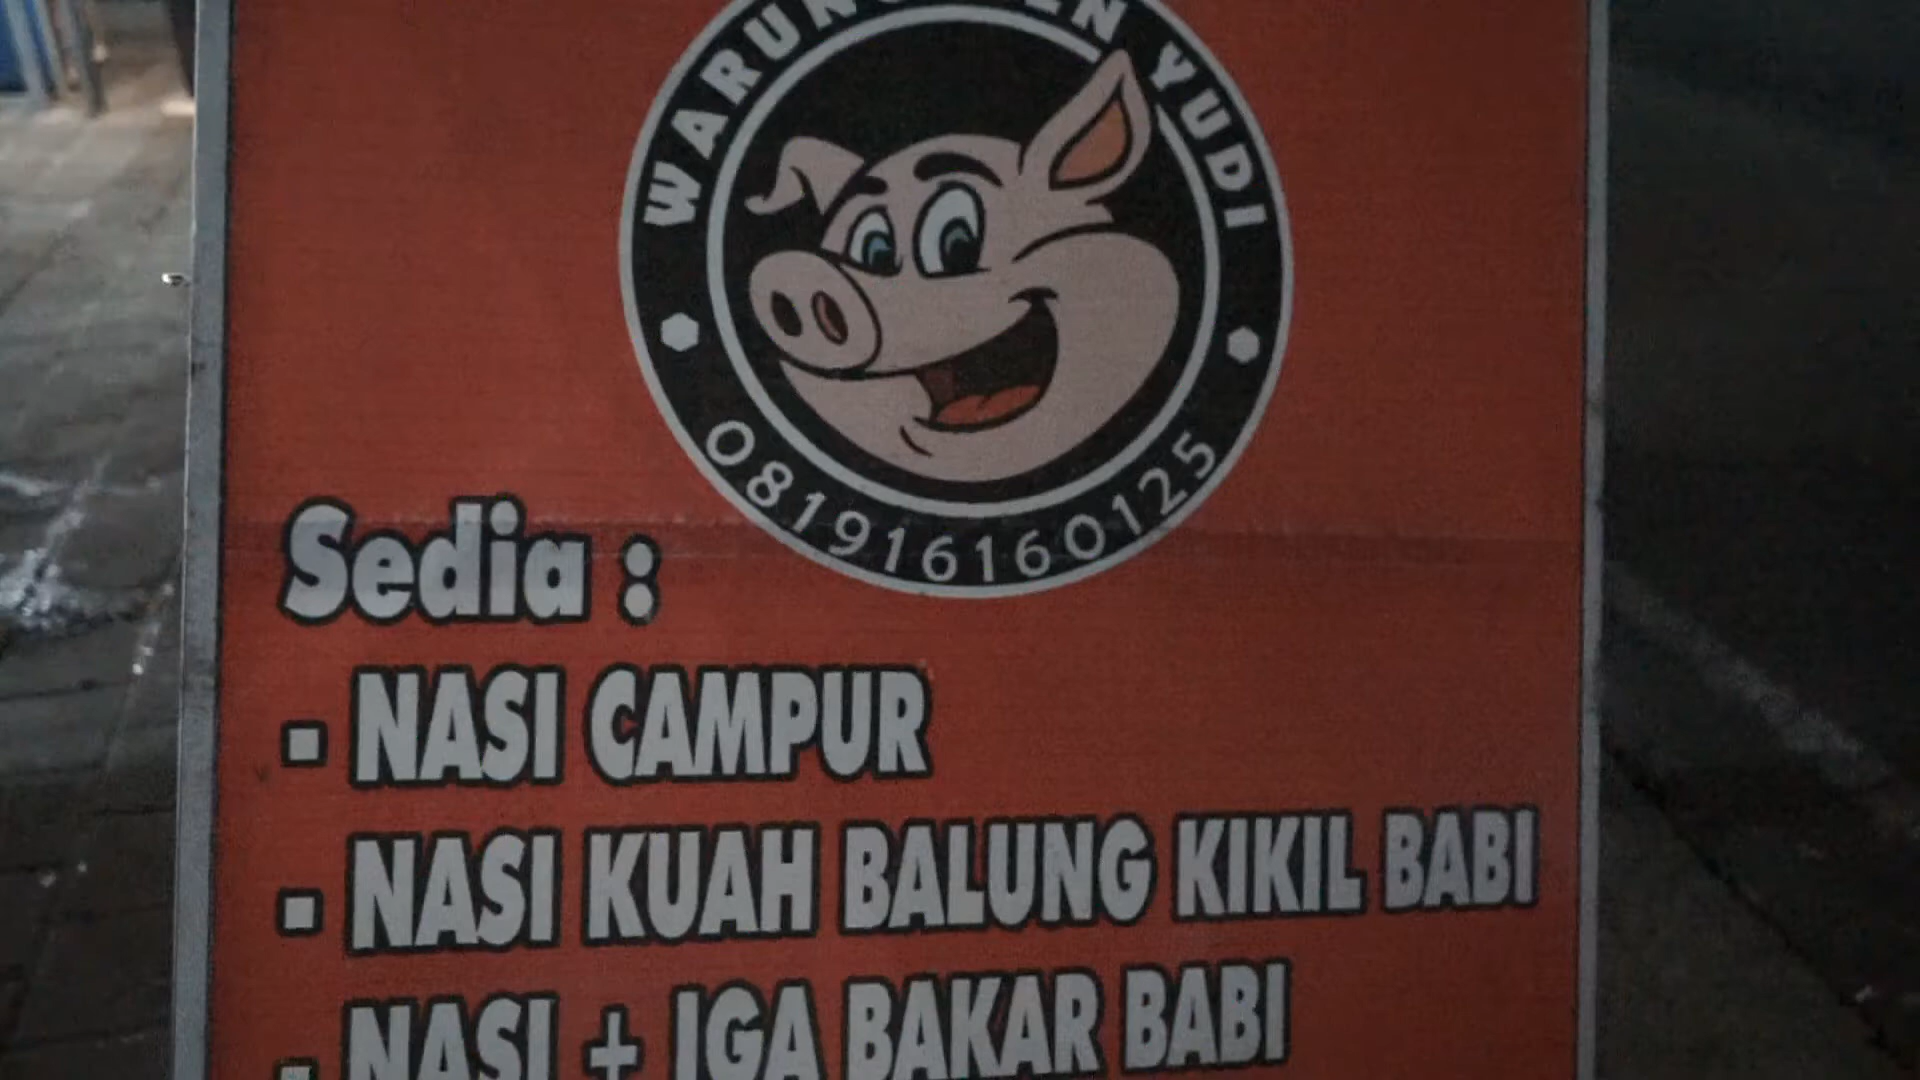 WARUNG YUDI
081916160125
Sedia :
- NASI CAMPUR
- NASI KUAH BALUNG KIKIL BABI
- NASI + IGA BAKAR BABI